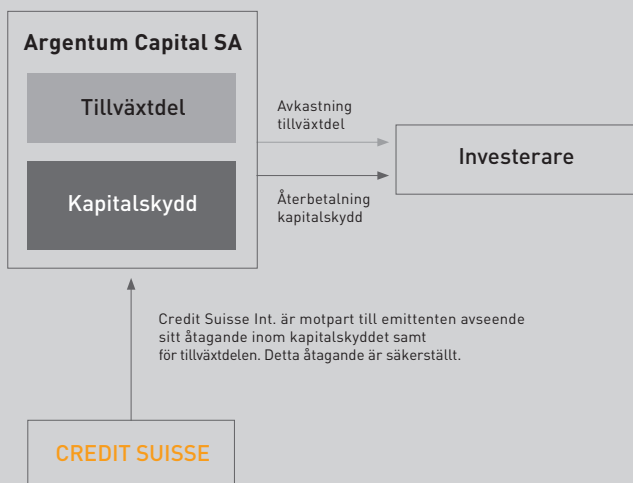 Argentum Capital SA
Tillväxtdel
Kapitalskydd
Avkastning
tillväxtdel
Återbetalning
kapitalskydd
Investerare
Credit Suisse Int. är motpart till emittenten avseende
sitt åtagande inom kapitalskyddet samt
för tillväxtdelen. Detta åtagande är säkerställt.
CREDIT SUISSE